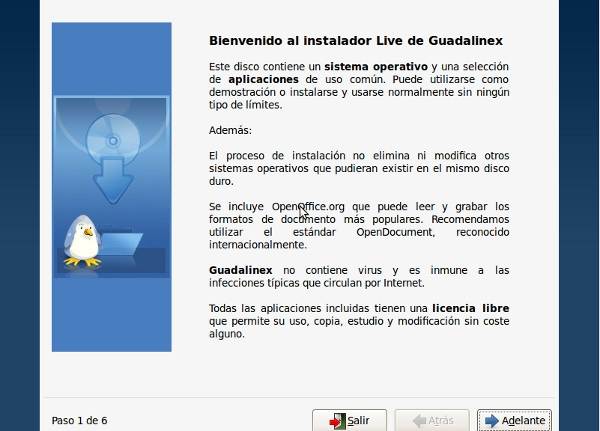 Bienvenido al instalador Live de Guadalinex
Este disco contiene un sistema operativo y una selección
de aplicaciones de uso común. Puede utilizarse como
demostración o instalarse y usarse normalmente sin ningún
tipo de límites.
Además:
El proceso de instalación no elimina ni modifica otros
sistemas operativos que pudieran existir en el mismo disco
duro.
Se incluye OpenOffice.org que puede leer y grabar los
formatos de documento más populares. Recomendamos
utilizar el estándar OpenDocument, reconocido
internacionalmente.
Guadalinex no contiene virus y es inmune a las
infecciones típicas que circulan por Internet.
Todas las aplicaciones incluidas tienen una licencia libre
que permite su uso, copia, estudio y modificación sin coste
alguno.
Paso 1 de 6
Salir
Atrás
Adelante